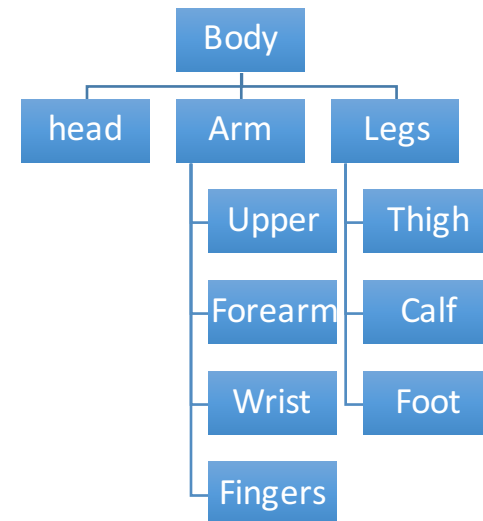 Body
head
Arm
Legs
Upper
Thigh
Forearm
Calf
Wrist
Foot
Fingers